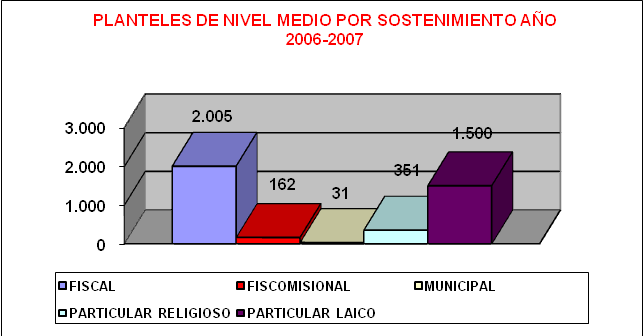 PLANTELES DE NIVEL MEDIO POR SOSTENIMIENTO AÑO
2006-2007
2.005
162
31
351
1.500
3.000
2.000
1.000
0
FISCAL
FISCOMISIONAL
MUNICIPAL
PARTICULAR RELIGIOSO
PARTICULAR LAICO